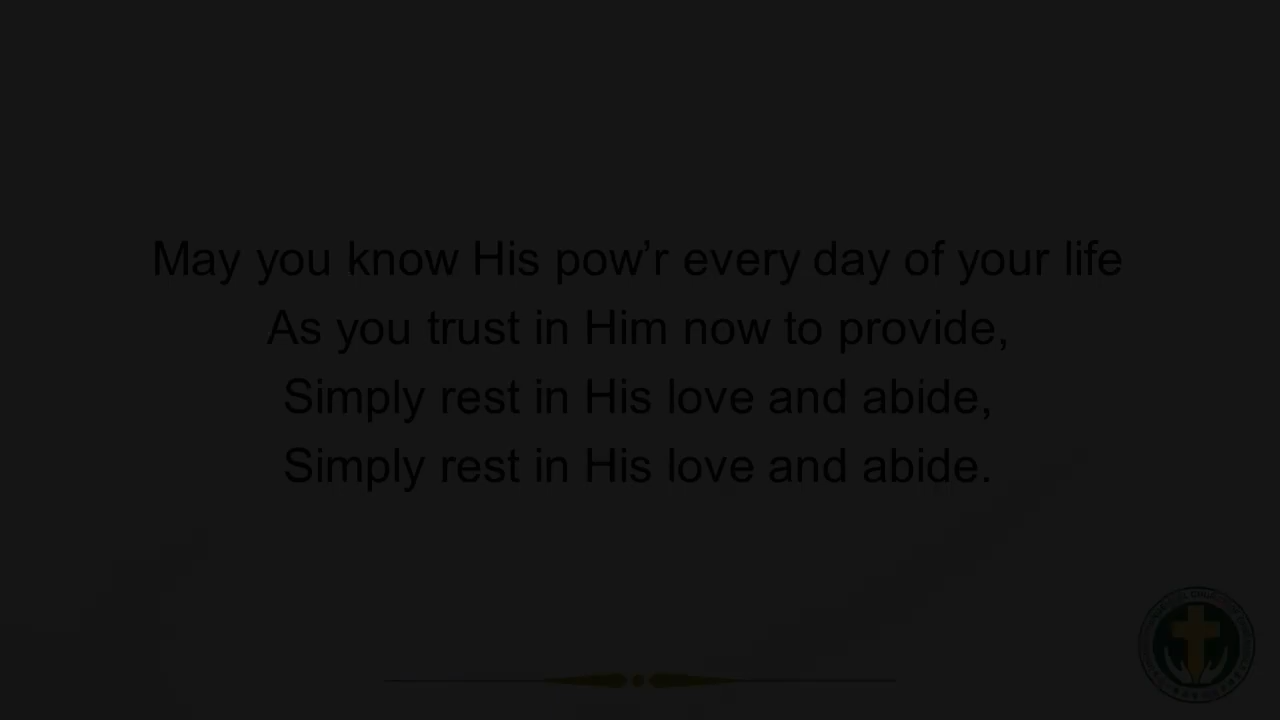 May you know His pow’r every day of your life
As you trust in Him now to provide,
Simply rest in His love and abide,
Simply rest in His love and abide.